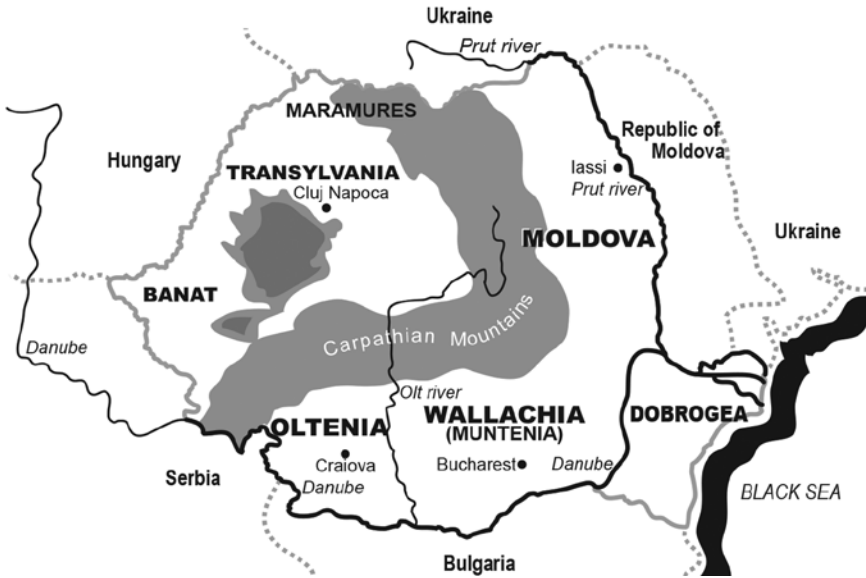 Ukraine
Prut river
MARAMURES
Republic of
Moldova
Hungary
Iassi
TRANSYLVANIA
Cluj Napoca
Prut river
MOLDOVA
Ukraine
BANAT
Carpathian Mountains
Danube
Olt river
OLTENIA
WALLACHIA
(MUNTENIA)
DOBROGEA
Craiova
Bucharest
Danube
Serbia
Danube
BLACK SEA
Bulgaria